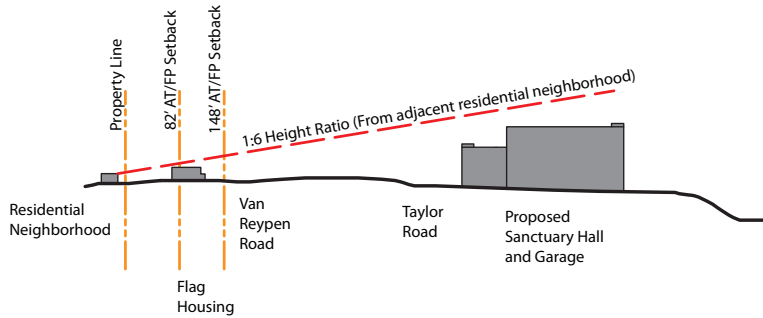 Property Line
82' AT/FP Setback
148' AT/FP Setback
1:6 Height Ratio (From adjacent residential neighborhood)
Residential
Neighborhood
Van
Reypen
Road
Taylor
Road
Proposed
Sanctuary Hall
and Garage
Flag
Housing